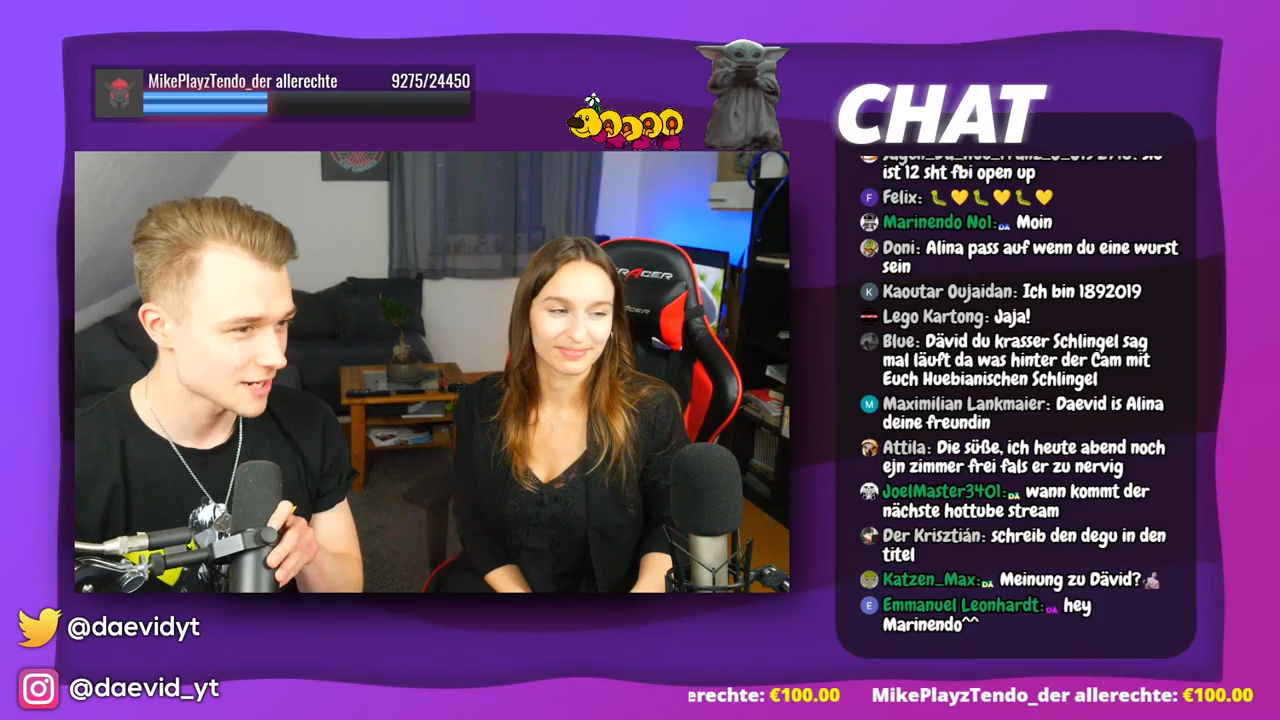 MikePlayzTendo_der allerechte 9275/24450
CHAT
ist 12 sht fbi open up
Felix: 🐛💛🐛💛🐛💛
Marinendo No1: DÄ Moin
Doni: Alina pass auf wenn du eine wurst
sein
K Kaoutar Oujaidan: Ich bin 1892019
Lego Kartong: Jaja!
Blue: Dävid du krasser Schlingel sag
mal läuft da was hinter der Cam mit
Euch Huebianischen Schlingel
M Maximilian Lankmaier: Daevid is Alina
deine freundin
Attila: Die süße, ich heute abend noch
ejn zimmer frei fals er zu nervig
JoelMaster3401: DÄ wann kommt der
nächste hottube stream
Der Krisztián: schreib den degu in den
titel
Katzen_Max: DÄ Meinung zu Dävid?
E Emmanuel Leonhardt: DÄ hey
Marinendo^^
RACER
@daevidyt
@daevid_yt
erechte: €100.00 MikePlayzTendo_der allerechte: €100.00